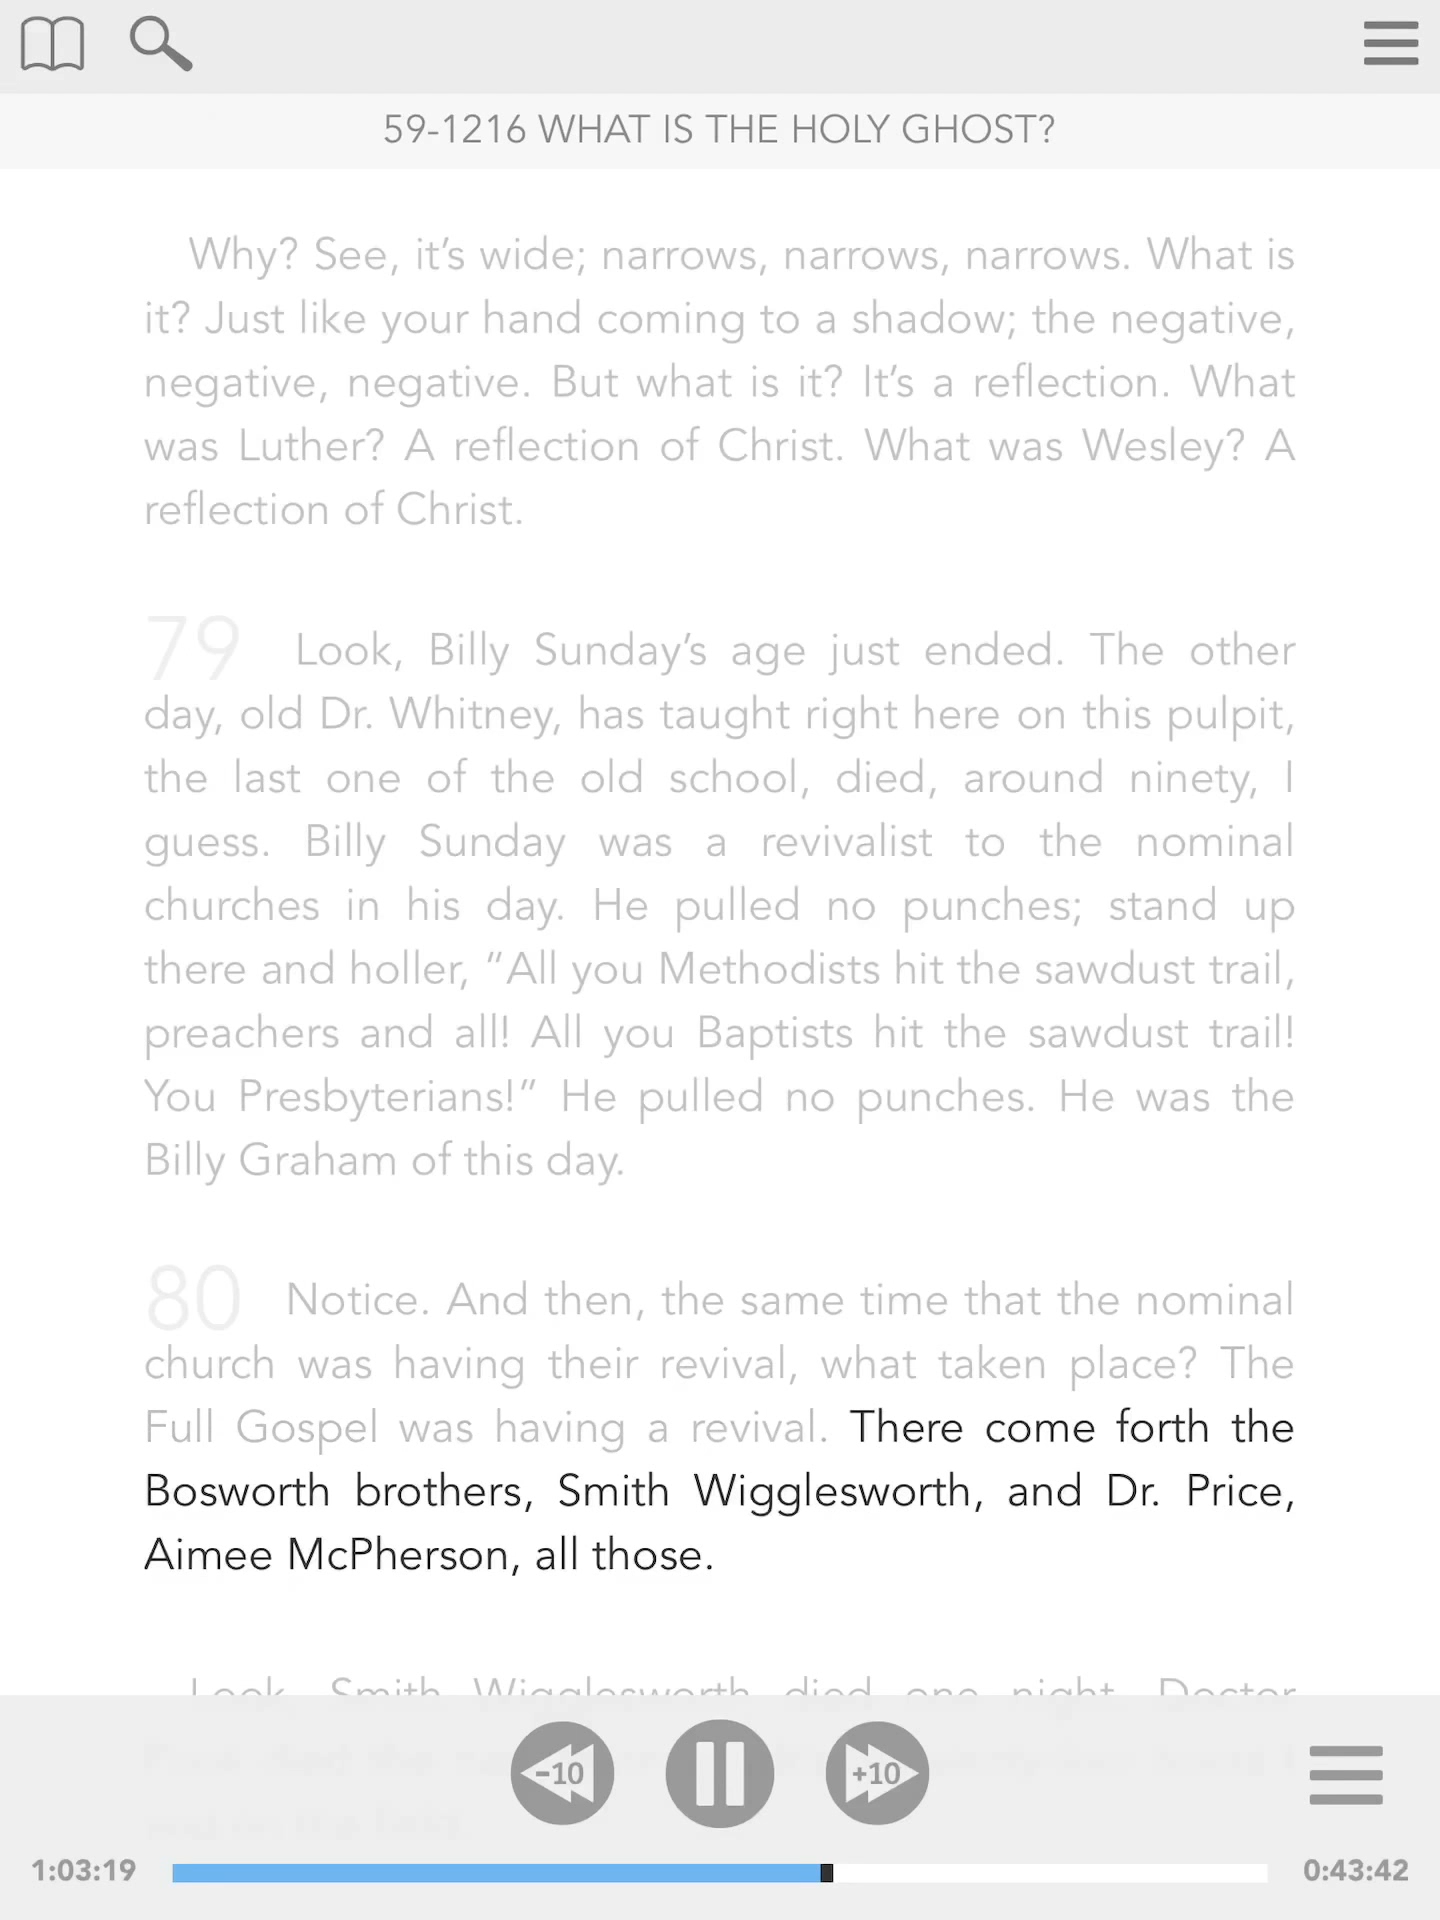 59-1216 WHAT IS THE HOLY GHOST?
Why? See, it’s wide; narrows, narrows, narrows. What is
it? Just like your hand coming to a shadow; the negative,
negative, negative. But what is it? It’s a reflection. What
was Luther? A reflection of Christ. What was Wesley? A
reflection of Christ.
79 Look, Billy Sunday’s age just ended. The other
day, old Dr. Whitney, has taught right here on this pulpit,
the last one of the old school, died, around ninety, I
guess. Billy Sunday was a revivalist to the nominal
churches in his day. He pulled no punches; stand up
there and holler, “All you Methodists hit the sawdust trail,
preachers and all! All you Baptists hit the sawdust trail!
You Presbyterians!” He pulled no punches. He was the
Billy Graham of this day.
80 Notice. And then, the same time that the nominal
church was having their revival, what taken place? The
Full Gospel was having a revival. There come forth the
Bosworth brothers, Smith Wigglesworth, and Dr. Price,
Aimee McPherson, all those.
Look, Smith Wigglesworth died one night. Doctor
-10 +10
1:03:19 0:43:42